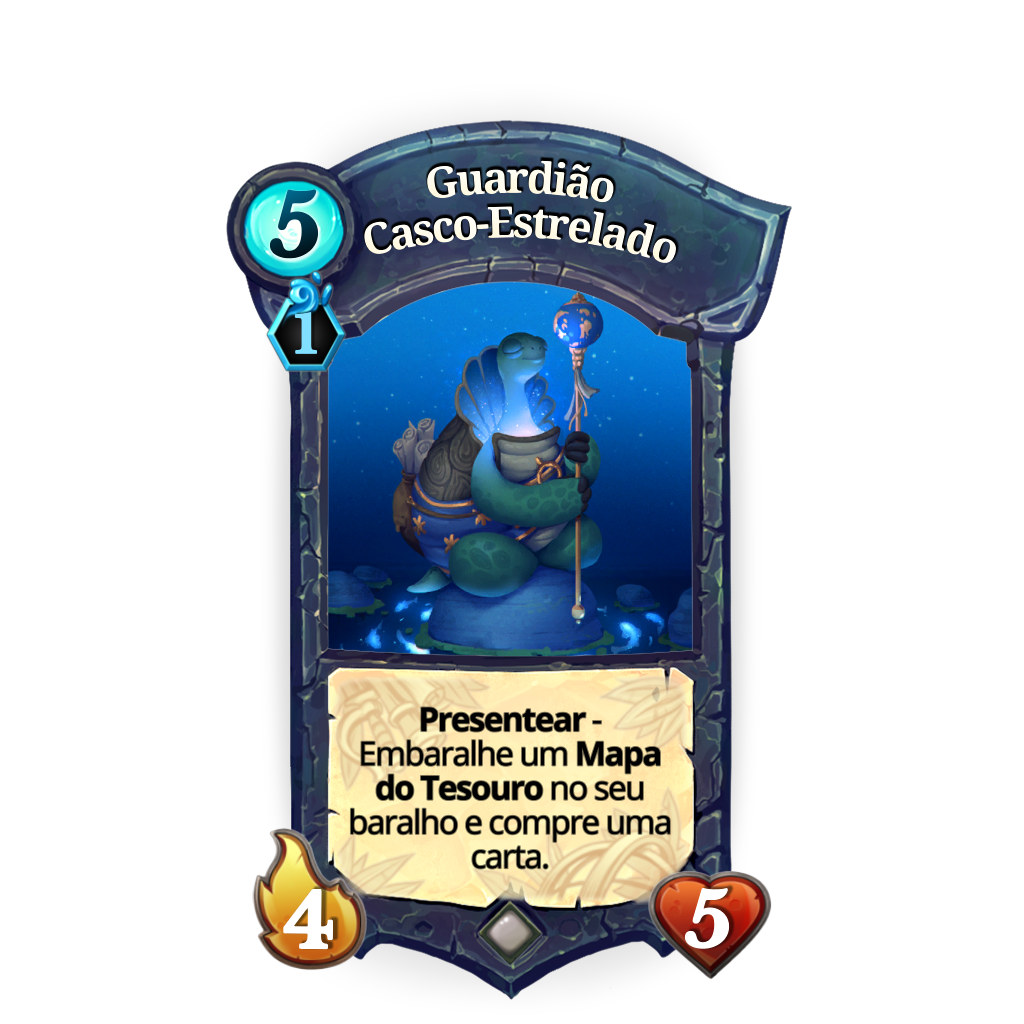 Guardião
Casco-Estrelado
5
1
Presentear -
Embaralhe um Mapa
do Tesouro no seu
baralho e compre uma
carta.
4
5